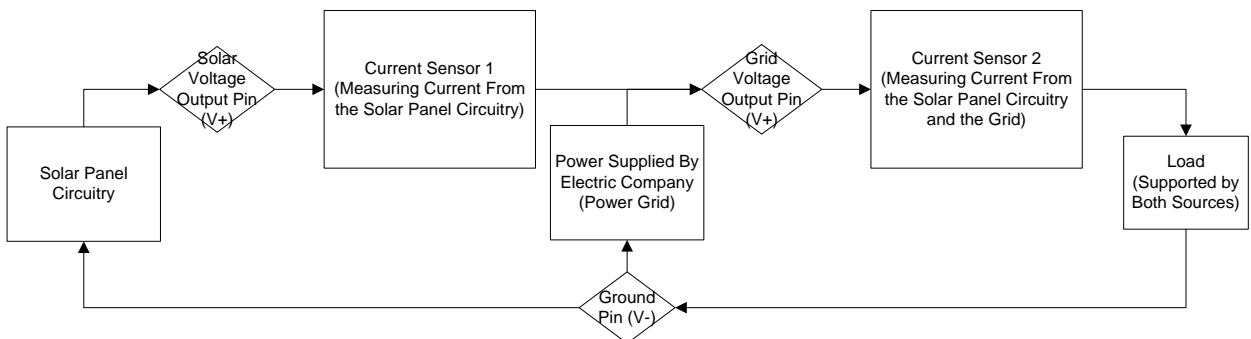 Solar
Voltage
Output Pin
(V+)
Current Sensor 1
(Measuring Current From
the Solar Panel Circuitry)
Grid
Voltage
Output Pin
(V+)
Current Sensor 2
(Measuring Current From
the Solar Panel Circuitry
and the Grid)
Solar Panel
Circuitry
Power Supplied By
Electric Company
(Power Grid)
Load
(Supported by
Both Sources)
Ground
Pin (V-)